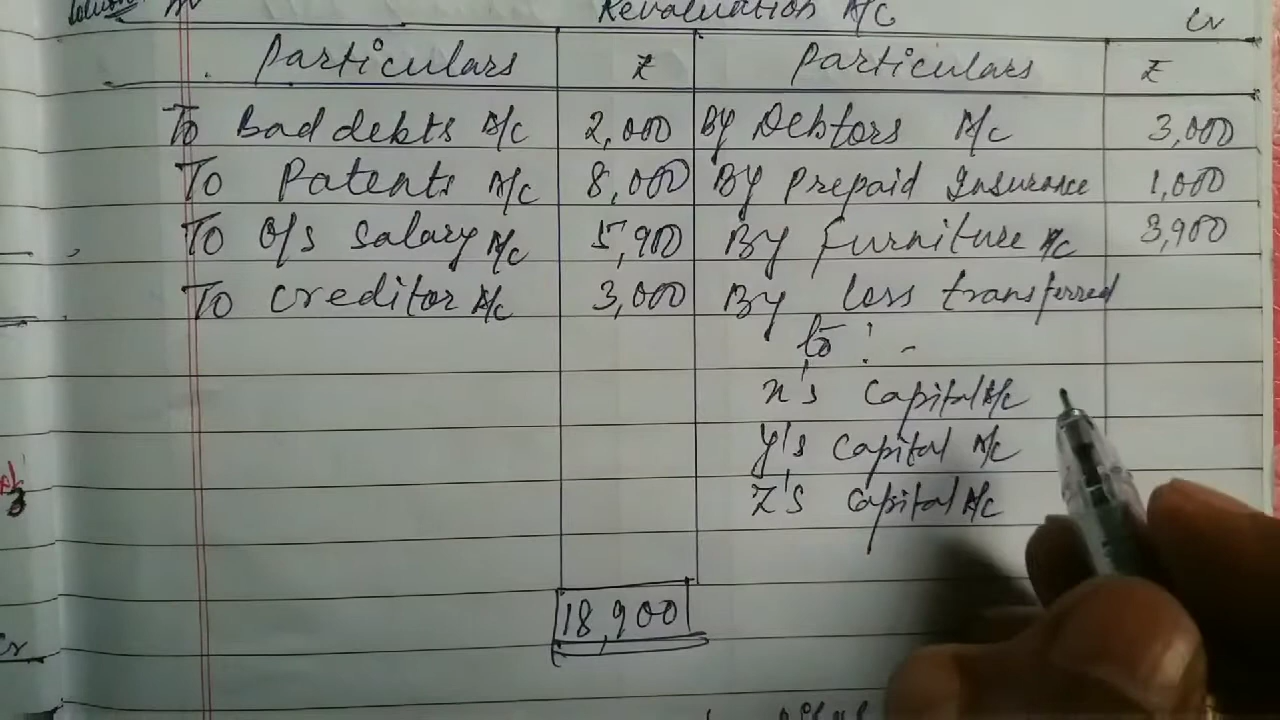 Revaluation A/C
Cr
Particulars ₹ Particulars ₹
To Bad debts A/c 2,000 By Debtors A/c 3,000
To Patents A/c 8,000 By Prepaid Insurance 1,000
To O/s Salary A/c 5,900 By Furniture A/c 3,900
To Creditor A/c 3,000 By loss transferred
to :-
x's Capital A/c
y's Capital A/c
z's Capital A/c
18,900